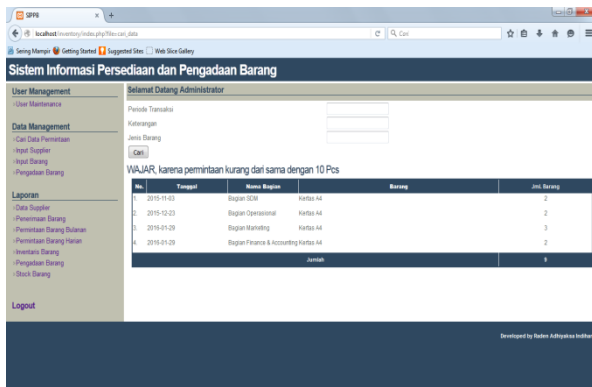 SPPB
localhost/inventory/index.php?file=cari_data
Cari
Sering Mampir Getting Started Suggested Sites Web Slice Gallery
Sistem Informasi Persediaan dan Pengadaan Barang
User Management
User Maintenance
Data Management
Cari Data Permintaan
Input Supplier
Input Barang
Pengadaan Barang
Laporan
Data Supplier
Penerimaan Barang
Permintaan Barang Bulanan
Permintaan Barang Harian
Inventaris Barang
Pengadaan Barang
Stock Barang
Logout
Selamat Datang Administrator
Periode Transaksi
Keterangan
Jenis Barang
Cari
WAJAR, karena permintaan kurang dari sama dengan 10 Pcs
No. Tanggal Nama Bagian Barang Jml. Barang
1. 2015-11-03 Bagian SDM Kertas A4 2
2. 2015-12-23 Bagian Operasional Kertas A4 2
3. 2016-01-28 Bagian Marketing Kertas A4 3
4. 2016-01-28 Bagian Finance & Accounting Kertas A4 2
Jumlah 9
Developed by Raden Adhiyaksa Indihar